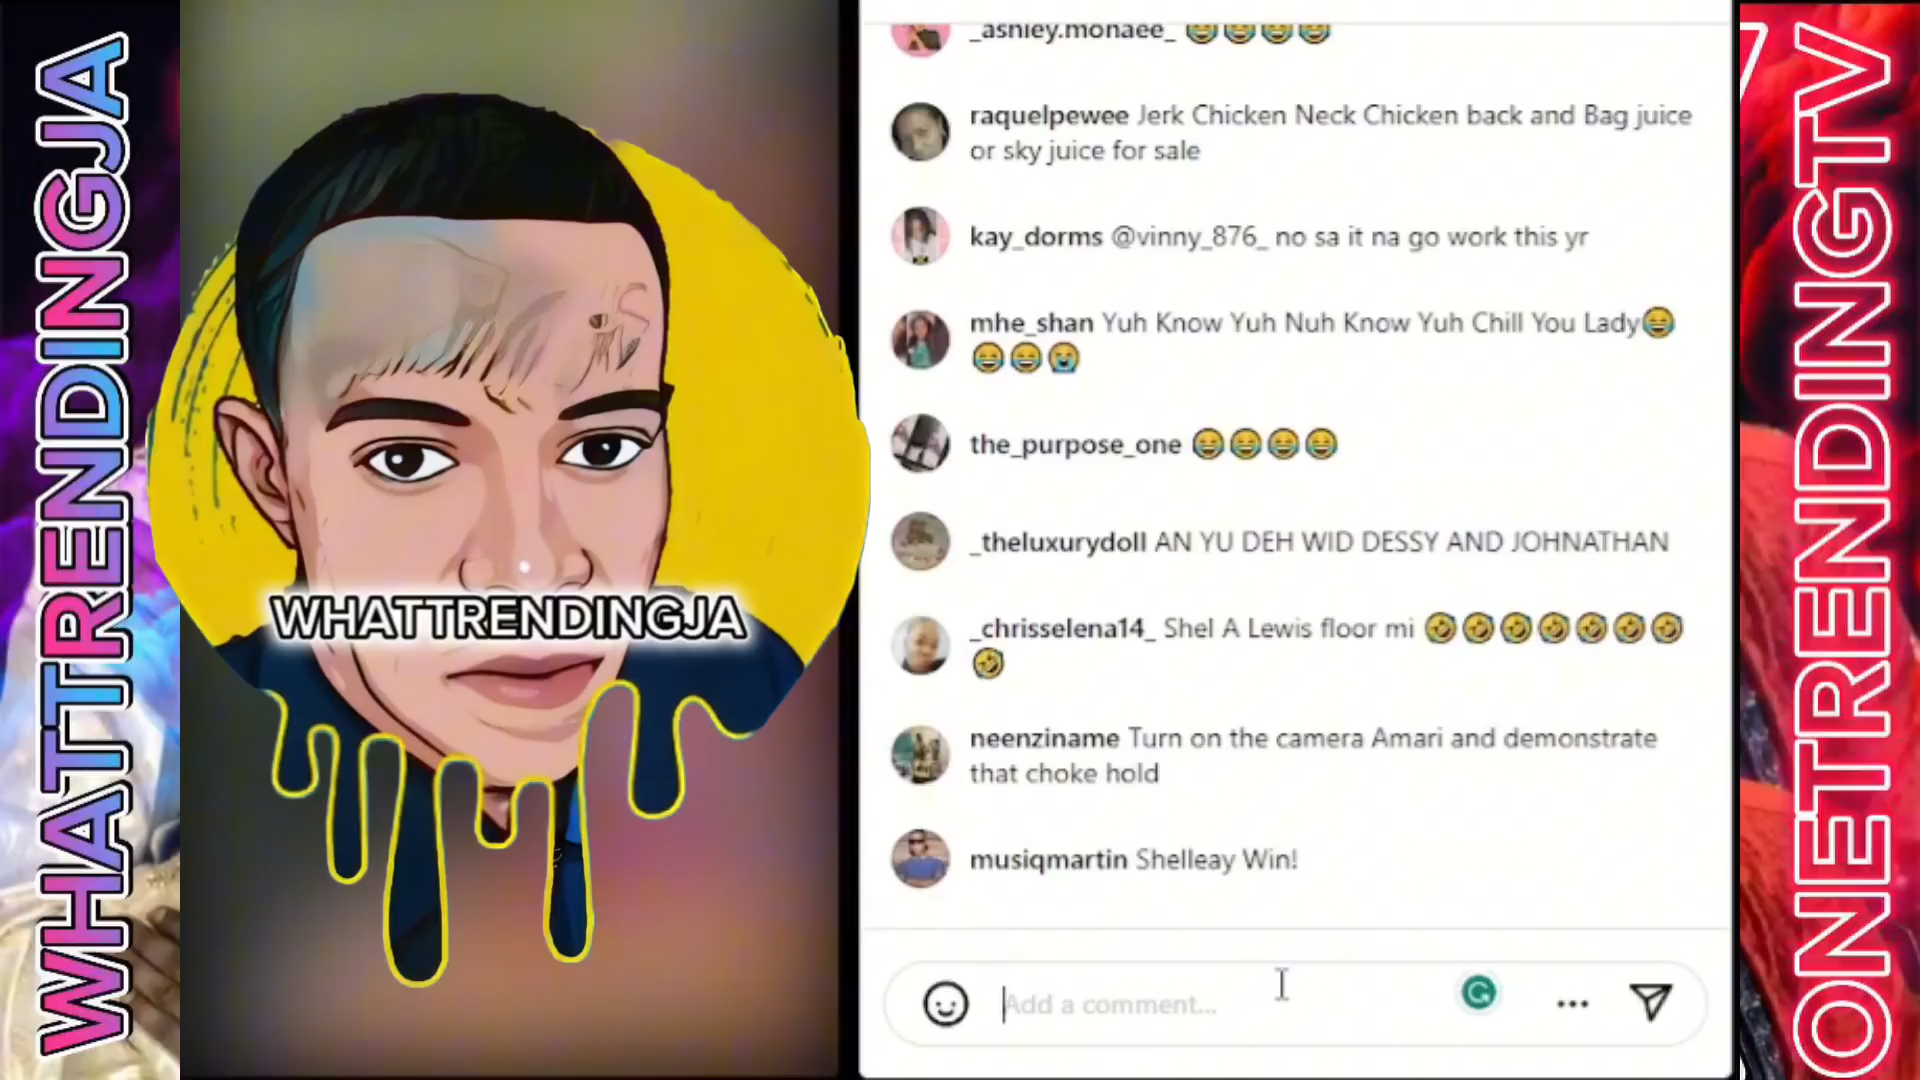 WHATTRENDINGJA
WHATTRENDINGJA
_ashley.monaee_ 😂😂😂😂
raquelpewee Jerk Chicken Neck Chicken back and Bag juice
or sky juice for sale
kay_dorms @vinny_876_ no sa it na go work this yr
mhe_shan Yuh Know Yuh Nuh Know Yuh Chill You Lady😂
😂😂😭
the_purpose_one 😂😂😂😂
_theluxurydoll AN YU DEH WID DESSY AND JOHNATHAN
_chrisselena14_ Shel A Lewis floor mi 🤣🤣🤣🤣🤣🤣🤣
🤣
neenziname Turn on the camera Amari and demonstrate
that choke hold
musiqmartin Shelleay Win!
Add a comment...
ONETRENDINGTV